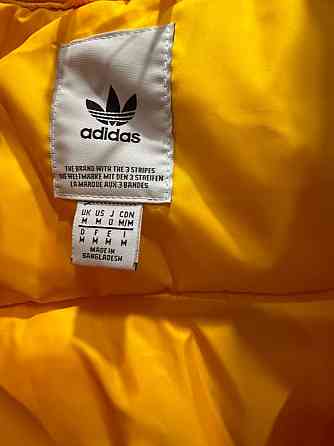 adidas
THE BRAND WITH THE 3 STRIPES
DIE WELTMARKE MIT DEN 3 STREIFEN
LA MARQUE AUX 3 BANDES
UK US J CDN
M M O M/M
D F E I
M M M M
MADE IN
BANGLADESH